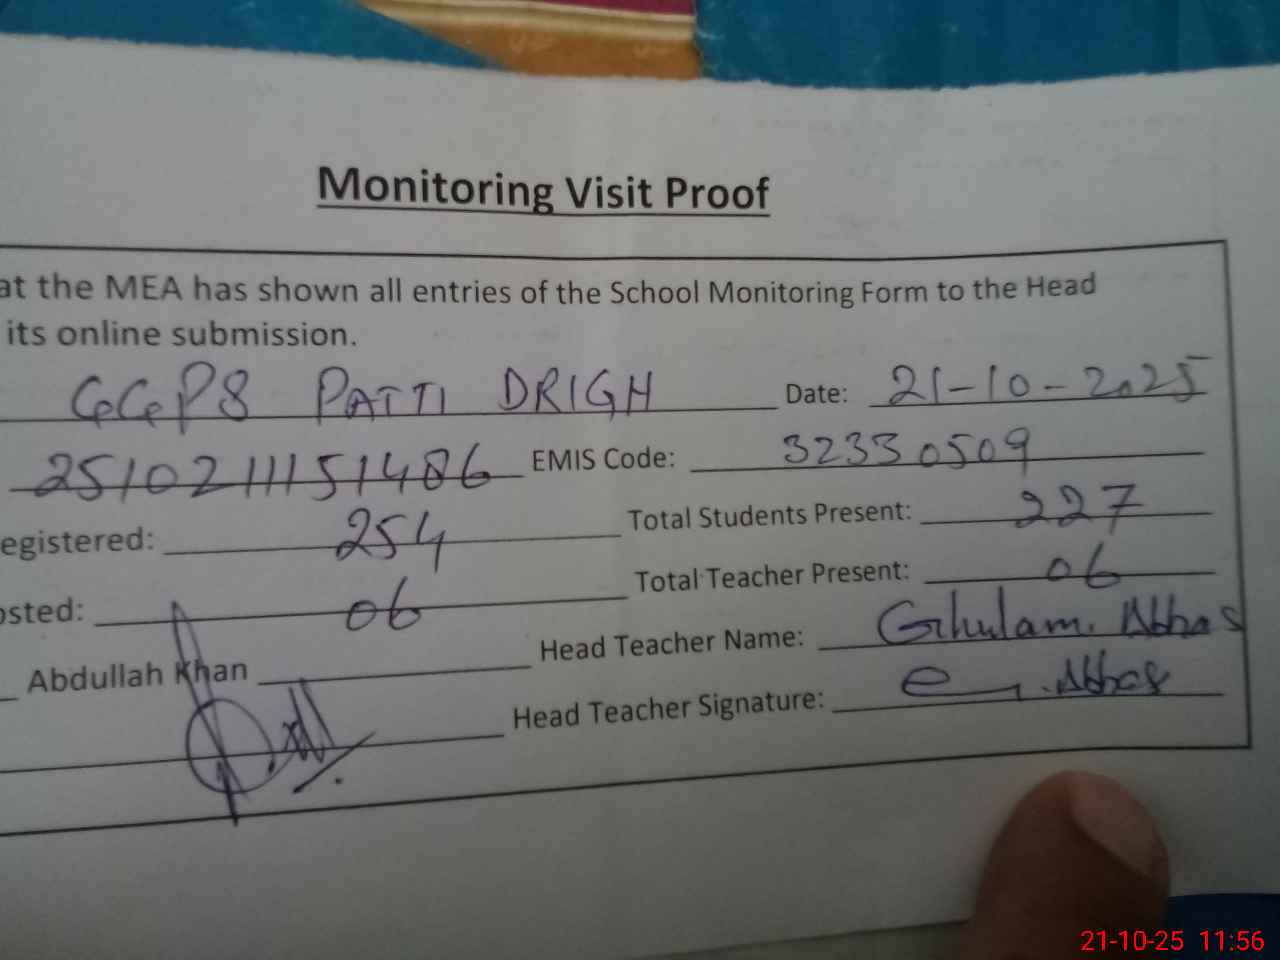 Monitoring Visit Proof
at the MEA has shown all entries of the School Monitoring Form to the Head
its online submission.
GGPS PATTI DRIGH Date: 21-10-2025
25102111151486 EMIS Code: 32330509
egistered: 254 Total Students Present: 227
osted: 06 Total Teacher Present: 06
Abdullah Khan Head Teacher Name: Ghulam. Abbas
Head Teacher Signature: Abbas
21-10-25 11:56